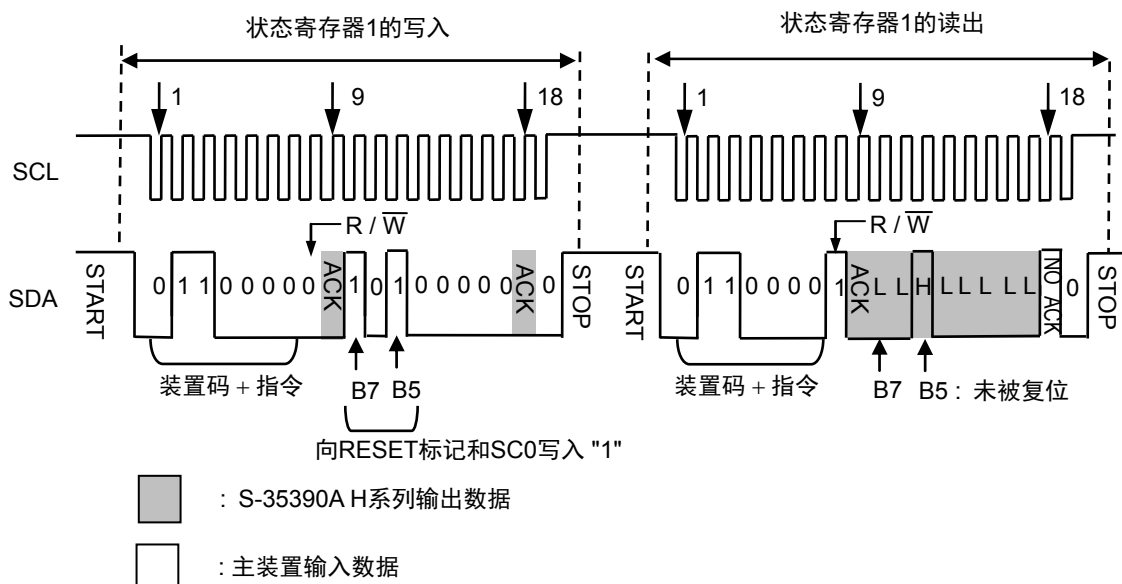 状态寄存器1的写入
状态寄存器1的读出
1 9 18
1 9 18
SCL
R / W
R / W
SDA
START 0 1 1 0 0 0 0 0 ACK 1 0 1 0 0 0 0 0 ACK 0 STOP
START 0 1 1 0 0 0 0 1 ACK L L H L L L L L NO ACK 0 STOP
装置码 + 指令
B7 B5
装置码 + 指令
B7 B5 : 未被复位
向RESET标记和SC0写入 "1"
: S-35390A H系列输出数据
: 主装置输入数据